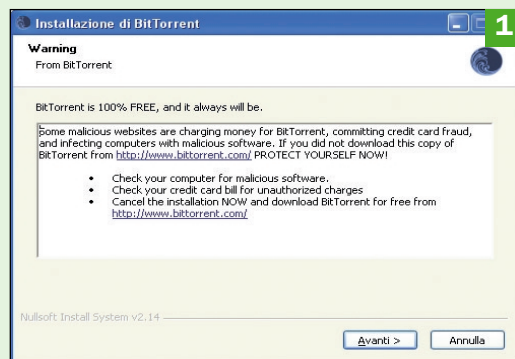 Installazione di BitTorrent
1
Warning
From BitTorrent
BitTorrent is 100% FREE, and it always will be.
Some malicious websites are charging money for BitTorrent, committing credit card fraud,
and infecting computers with malicious software. If you did not download this copy of
BitTorrent from http://www.bittorrent.com/ PROTECT YOURSELF NOW!
• Check your computer for malicious software.
• Check your credit card bill for unauthorized charges
• Cancel the installation NOW and download BitTorrent for free from
http://www.bittorrent.com/
Nullsoft Install System v2.14
Avanti >
Annulla